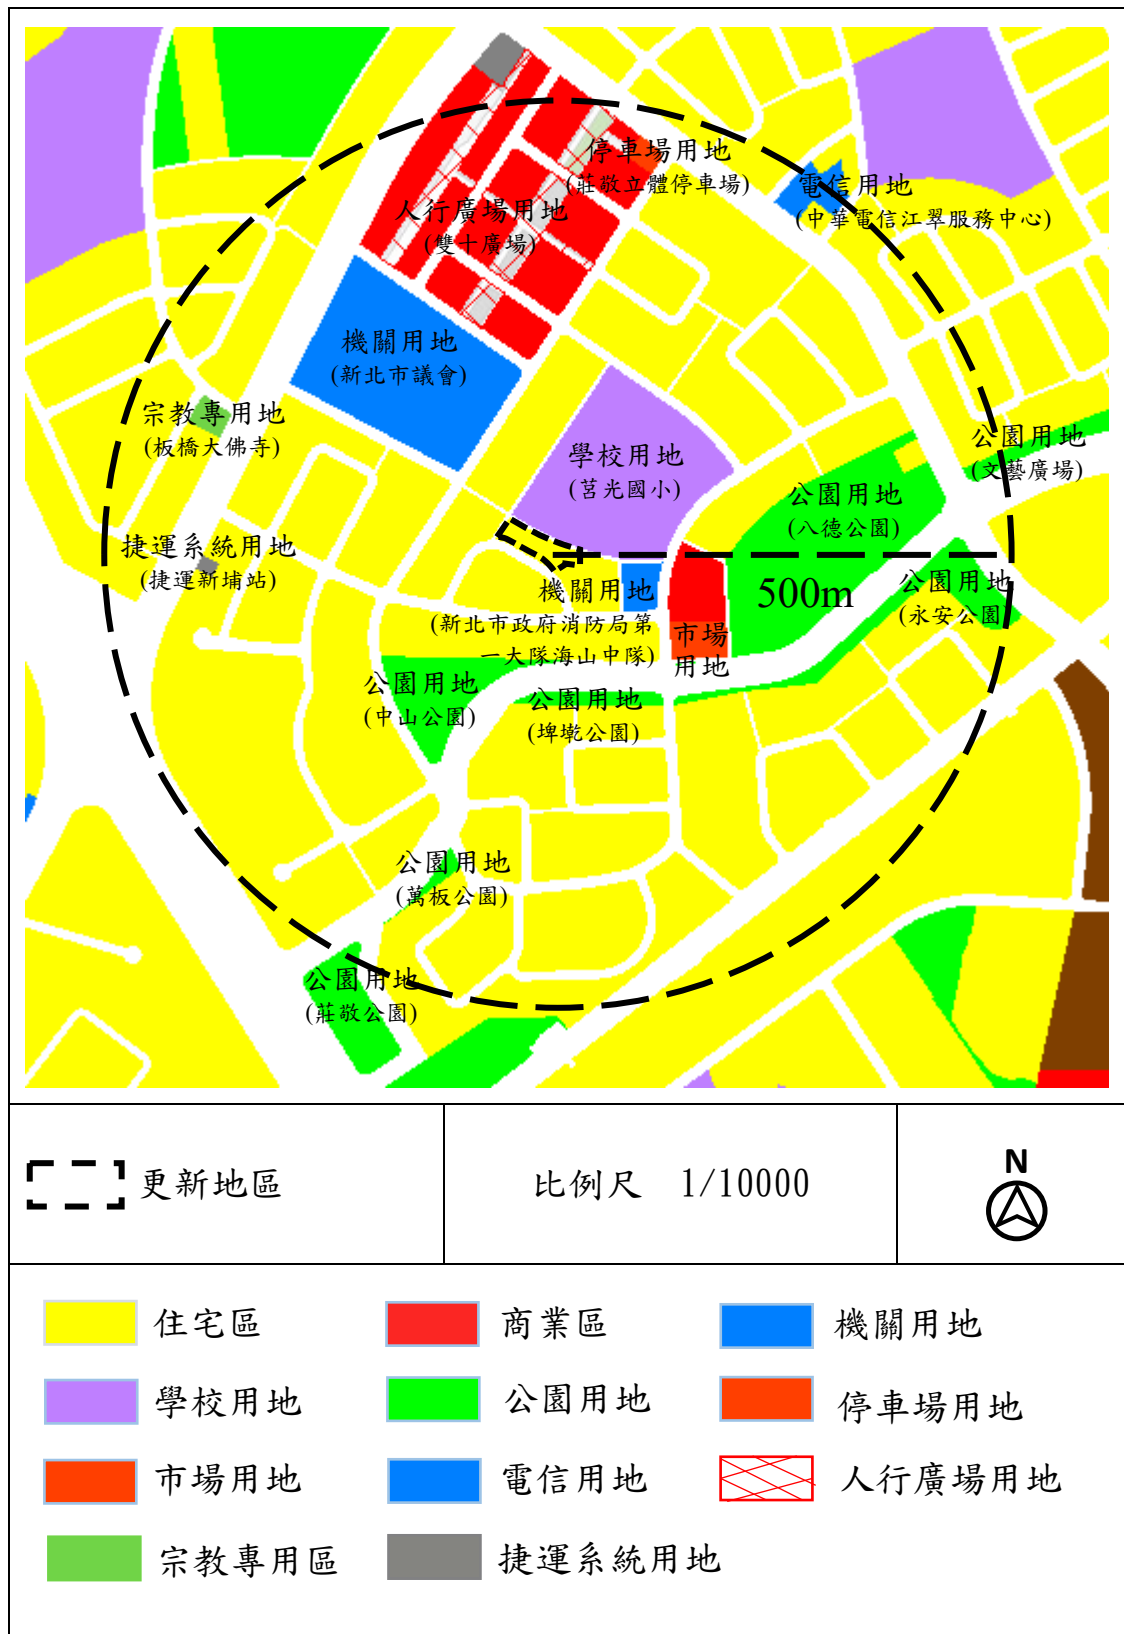 停車場用地
(莊敬立體停車場)
電信用地
(中華電信江翠服務中心)
人行廣場用地
(雙十廣場)
機關用地
(新北市議會)
宗教專用地
(板橋大佛寺)
學校用地
(莒光國小)
公園用地
(文藝廣場)
公園用地
(八德公園)
捷運系統用地
(捷運新埔站)
機關用地
(新北市政府消防局第
一大隊海山中隊)
500m
公園用地
(永安公園)
市場
用地
公園用地
(中山公園)
公園用地
(埤墘公園)
公園用地
(萬板公園)
公園用地
(莊敬公園)
更新地區
比例尺 1/10000
N
住宅區
商業區
機關用地
學校用地
公園用地
停車場用地
市場用地
電信用地
人行廣場用地
宗教專用區
捷運系統用地